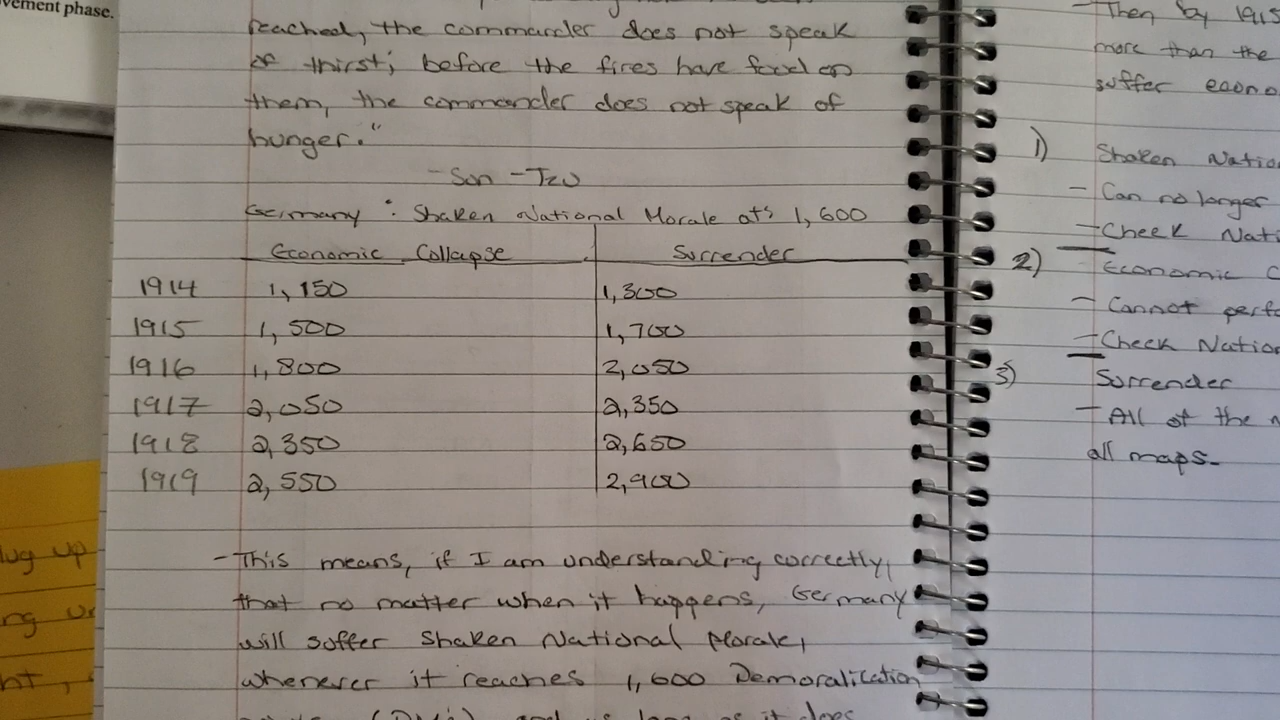 vement phase.
reached, the commander does not speak
of thirst; before the fires have food on
them, the commander does not speak of
hunger."
- Sun - Tzu
Germany : Shaken National Morale at: 1,600
Economic Collapse Surrender
1914 1,150 1,300
1915 1,500 1,700
1916 1,800 2,050
1917 2,050 2,350
1918 2,350 2,650
1919 2,550 2,900
- This means, if I am understanding correctly,
that no matter when it happens, Germany
will suffer Shaken National Morale,
whenever it reaches 1,600 Demoralization
as it does
lug up
- Then by 1915
more than the
suffer econo
1) Shaken Natio
- Can no longer
- Check Nati
2) Economic C
- Cannot perfo
- Check Nation
3) Surrender
- All of the
all maps.